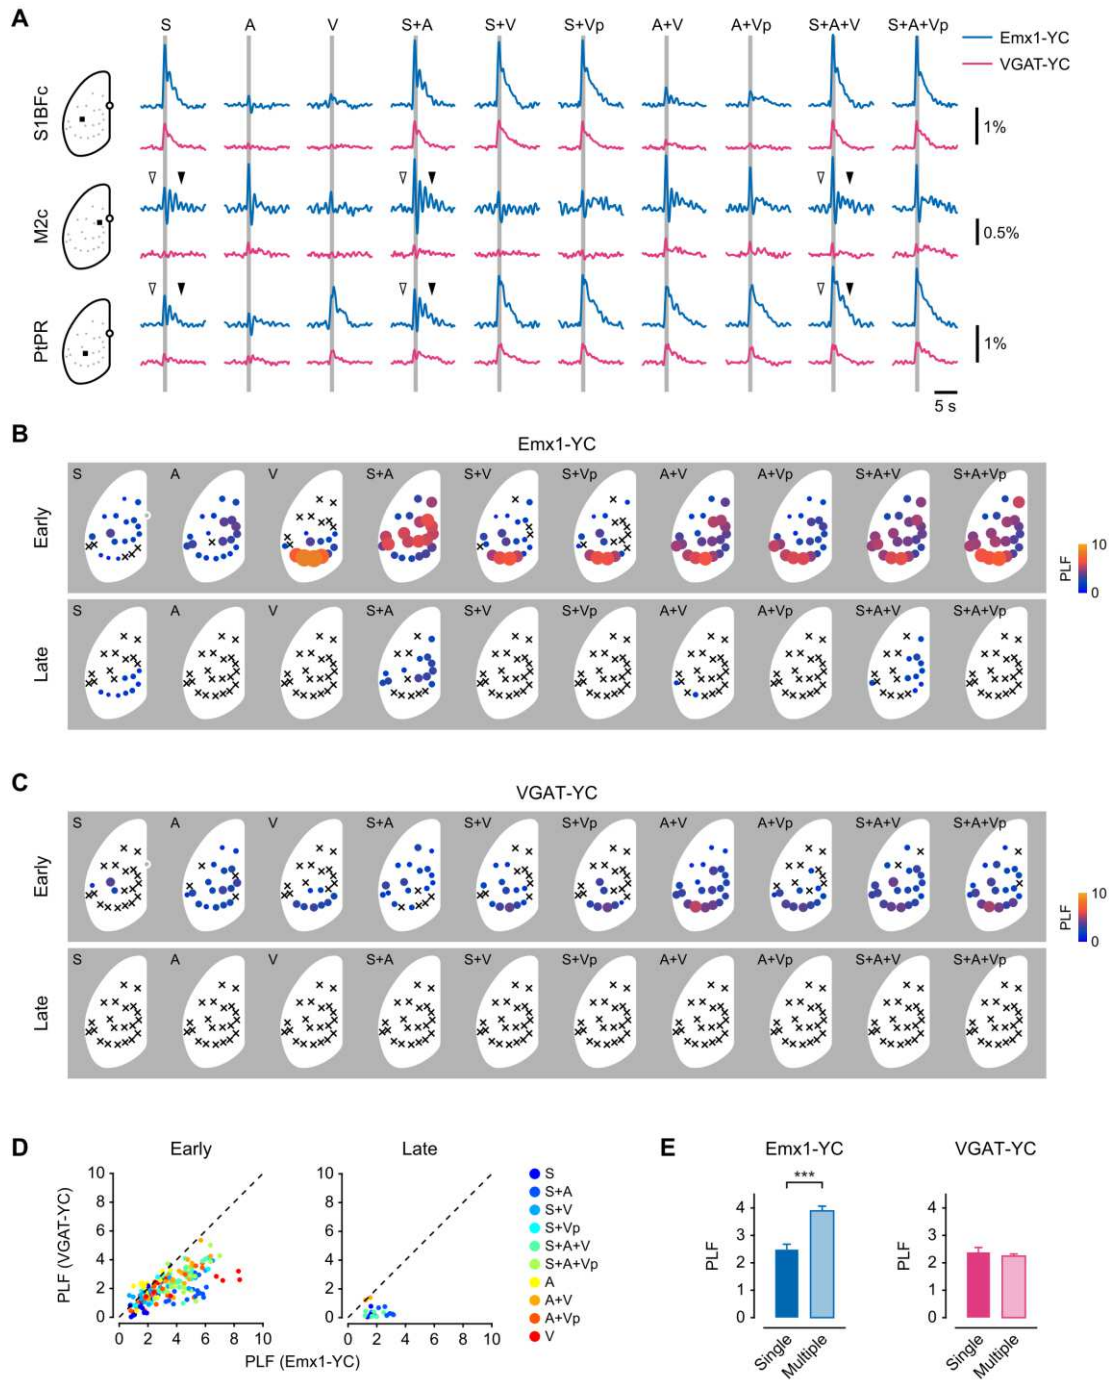 A
S A V S+A S+V S+Vp A+V A+Vp S+A+V S+A+Vp
Emx1-YC
VGAT-YC
S1BFc
1%
M2c
0.5%
PtPR
1%
5 s
B
Emx1-YC
Early
S A V S+A S+V S+Vp A+V A+Vp S+A+V S+A+Vp
PLF
10
0
Late
S A V S+A S+V S+Vp A+V A+Vp S+A+V S+A+Vp
C
VGAT-YC
Early
S A V S+A S+V S+Vp A+V A+Vp S+A+V S+A+Vp
PLF
10
0
Late
S A V S+A S+V S+Vp A+V A+Vp S+A+V S+A+Vp
D
Early
Late
PLF (VGAT-YC)
10
8
6
4
2
0
0 2 4 6 8 10
10
8
6
4
2
0
0 2 4 6 8 10
PLF (Emx1-YC)
S
S+A
S+V
S+Vp
S+A+V
S+A+Vp
A
A+V
A+Vp
V
E
Emx1-YC
***
PLF
4
3
2
1
0
Single
Multiple
VGAT-YC
PLF
4
3
2
1
0
Single
Multiple